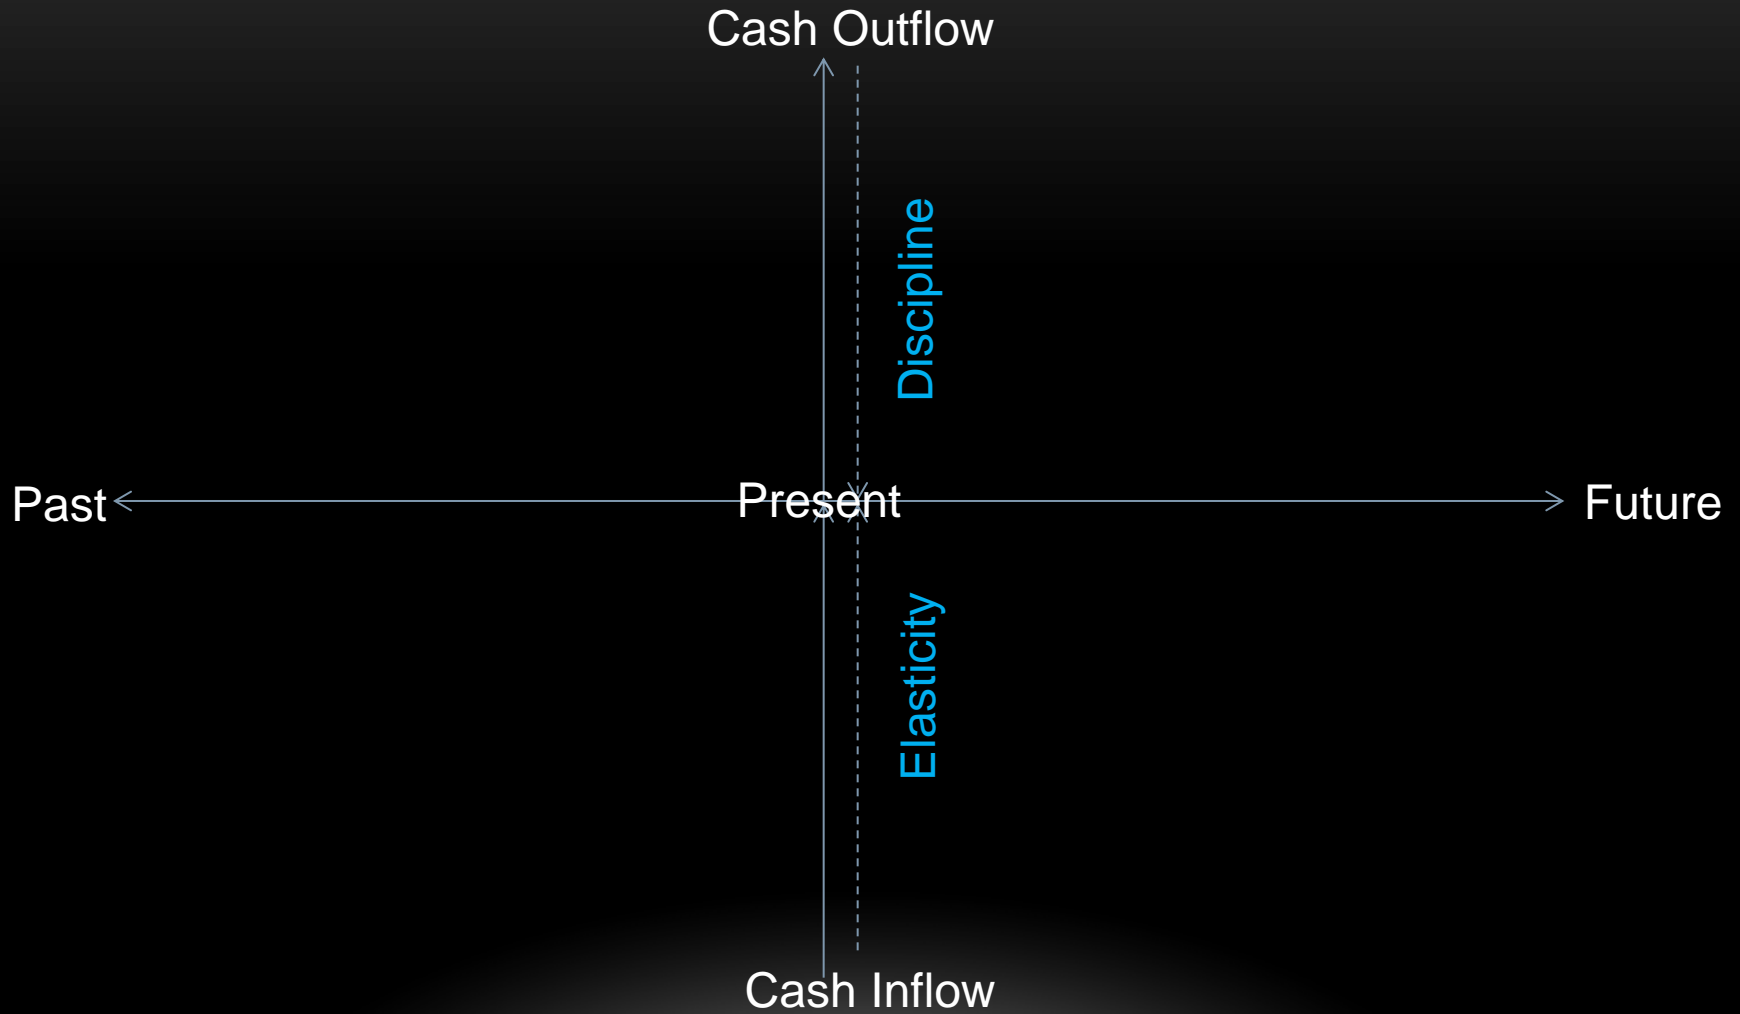 Cash Outflow
Discipline
Past
Present
Future
Elasticity
Cash Inflow